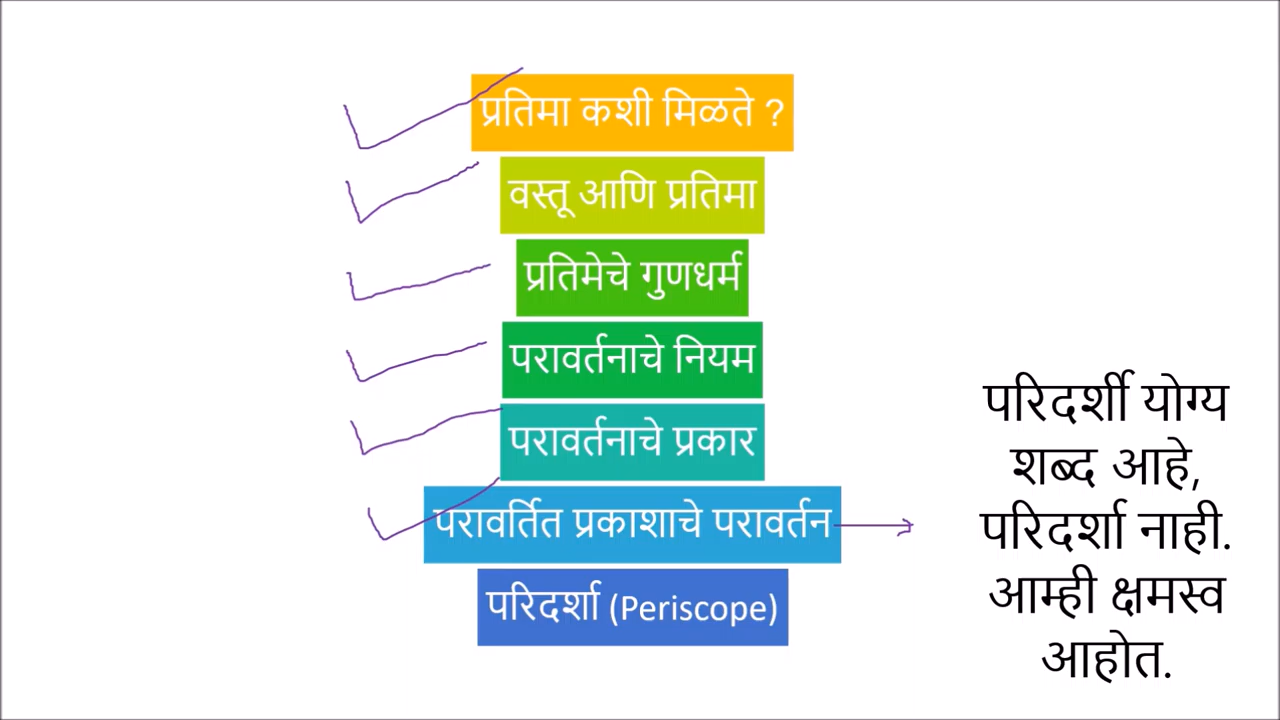 प्रतिमा कशी मिळते ?
वस्तू आणि प्रतिमा
प्रतिमेचे गुणधर्म
परावर्तनाचे नियम
परावर्तनाचे प्रकार
परावर्तित प्रकाशाचे परावर्तन
परिदर्शा (Periscope)
परिदर्शी योग्य
शब्द आहे,
परिदर्शा नाही.
आम्ही क्षमस्व
आहोत.